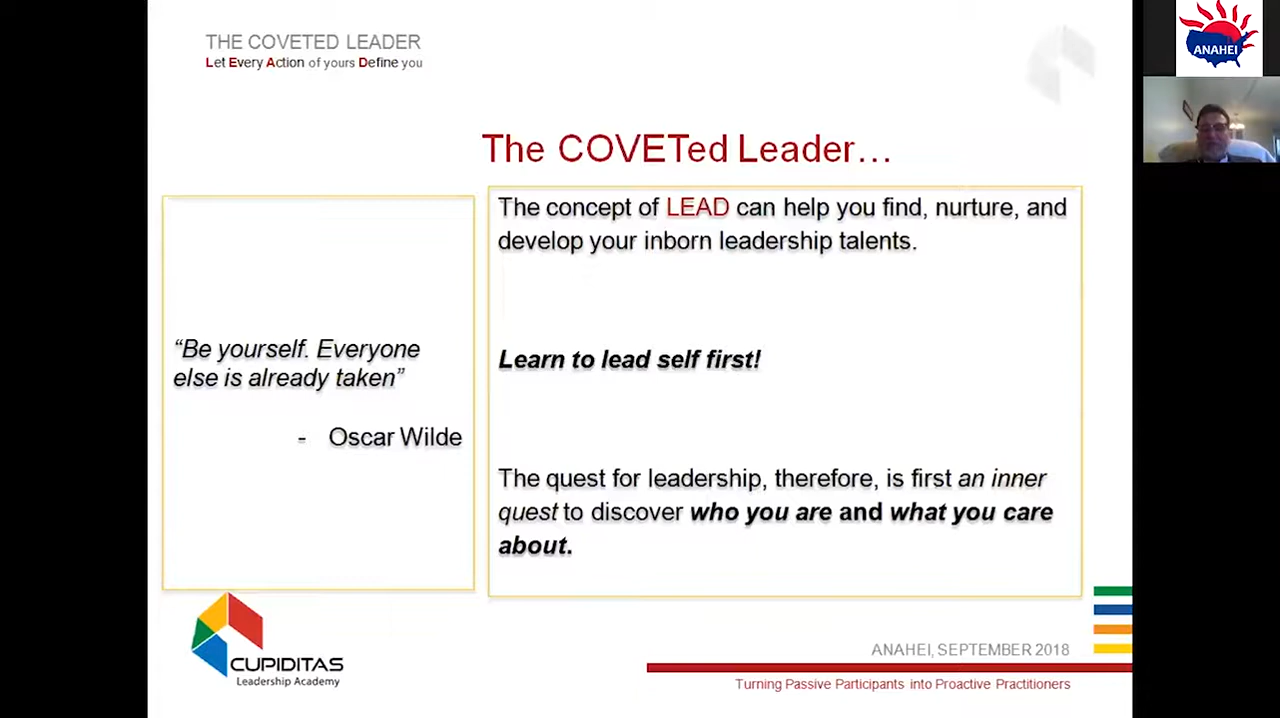 THE COVETED LEADER
Let Every Action of yours Define you
ANAHEI
The COVETed Leader…
“Be yourself. Everyone
else is already taken”
- Oscar Wilde
The concept of LEAD can help you find, nurture, and
develop your inborn leadership talents.
Learn to lead self first!
The quest for leadership, therefore, is first an inner
quest to discover who you are and what you care
about.
CUPIDITAS
Leadership Academy
ANAHEI, SEPTEMBER 2018
Turning Passive Participants into Proactive Practitioners